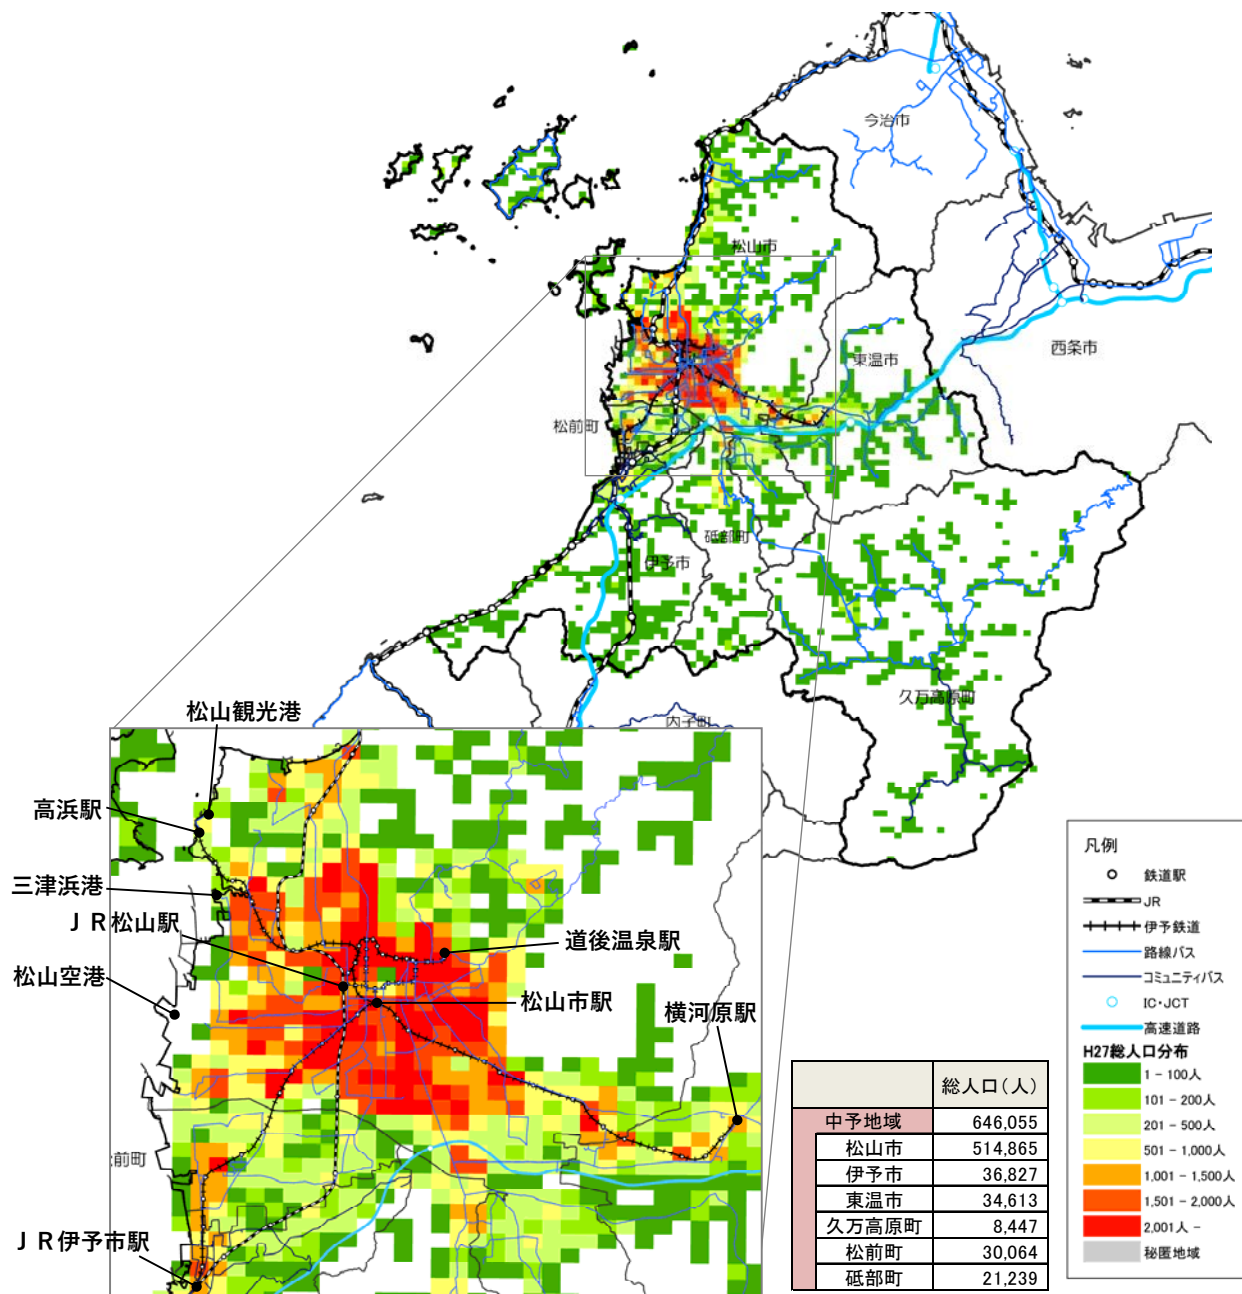 今治市
松山市
東温市
西条市
松前町
砥部町
伊予市
久万高原町
内子町
松山観光港
高浜駅
三津浜港
JR松山駅
松山空港
道後温泉駅
松山市駅
横河原駅
松前町
JR伊予市駅
総人口(人)
中予地域 646,055
松山市 514,865
伊予市 36,827
東温市 34,613
久万高原町 8,447
松前町 30,064
砥部町 21,239
凡例
鉄道駅
JR
伊予鉄道
路線バス
コミュニティバス
IC・JCT
高速道路
H27総人口分布
1 - 100人
101 - 200人
201 - 500人
501 - 1,000人
1,001 - 1,500人
1,501 - 2,000人
2,001人 -
秘匿地域